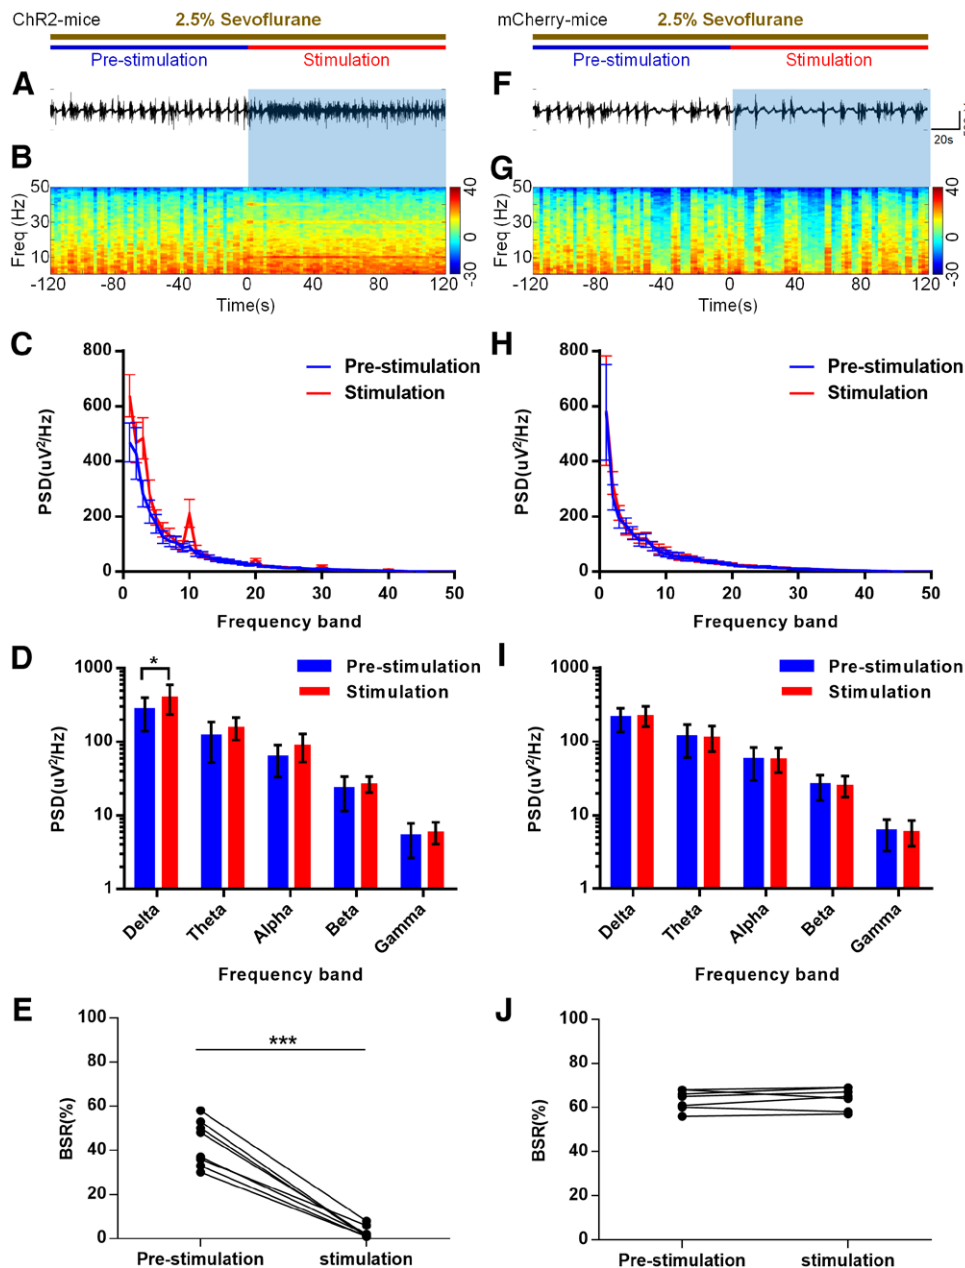 ChR2-mice 2.5% Sevoflurane
Pre-stimulation Stimulation
A
B
Freq (Hz)
50
30
10
40
0
-30
-120 -80 -40 0 40 80 120
Time(s)
C
PSD(uV²/Hz)
800
600
400
200
0
Pre-stimulation
Stimulation
0 10 20 30 40 50
Frequency band
D
PSD(uV²/Hz)
1000
100
10
1
*
Pre-stimulation
Stimulation
Delta Theta Alpha Beta Gamma
Frequency band
E
BSR(%)
100
80
60
40
20
0
***
Pre-stimulation stimulation
mCherry-mice 2.5% Sevoflurane
Pre-stimulation Stimulation
F
20s
G
Freq (Hz)
50
30
10
40
0
-30
-120 -80 -40 0 40 80 120
Time(s)
H
PSD(uV²/Hz)
800
600
400
200
0
Pre-stimulation
Stimulation
0 10 20 30 40 50
Frequency band
I
PSD(uV²/Hz)
1000
100
10
1
Pre-stimulation
Stimulation
Delta Theta Alpha Beta Gamma
Frequency band
J
BSR(%)
100
80
60
40
20
0
Pre-stimulation stimulation